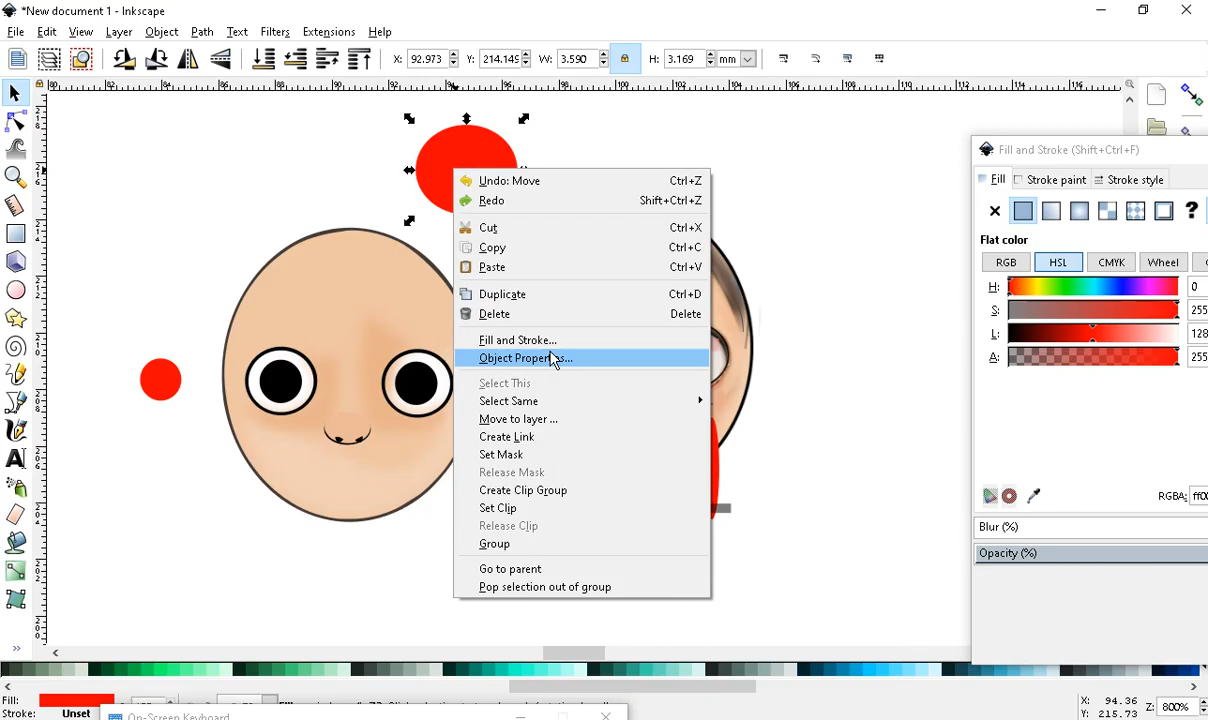 *New document 1 - Inkscape
File Edit View Layer Object Path Text Filters Extensions Help
X: 92.973 Y: 214.149 W: 3.590 H: 3.169 mm
Fill and Stroke (Shift+Ctrl+F)
Fill Stroke paint Stroke style
Flat color
RGB HSL CMYK Wheel
H: 0
S: 255
L: 128
A: 255
RGBA: ff00
Blur (%)
Opacity (%)
Undo: Move Ctrl+Z
Redo Shift+Ctrl+Z
Cut Ctrl+X
Copy Ctrl+C
Paste Ctrl+V
Duplicate Ctrl+D
Delete Delete
Fill and Stroke...
Object Properties...
Select This
Select Same
Move to layer ...
Create Link
Set Mask
Release Mask
Create Clip Group
Set Clip
Release Clip
Group
Go to parent
Pop selection out of group
Fill:
Stroke: Unset
On-Screen Keyboard
X: 94.36
Y: 215.73
Z: 800%